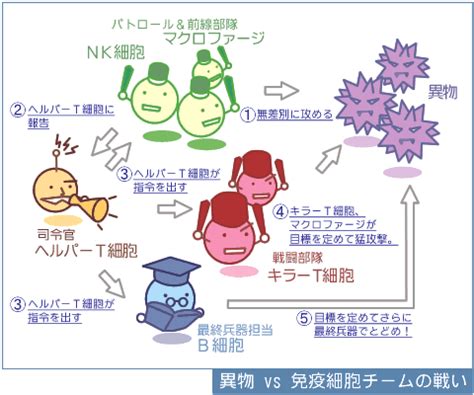 パトロール＆前線部隊
マクロファージ
NK細胞
異物
②ヘルパーT細胞に
報告
①無差別に攻める
③ヘルパーT細胞が
指令を出す
④キラーT細胞、
マクロファージが
目標を定めて猛攻撃。
司令官
ヘルパーT細胞
戦闘部隊
キラーT細胞
③ヘルパーT細胞が
指令を出す
最終兵器担当
B細胞
⑤目標を定めてさらに
最終兵器でとどめ！
異物 vs 免疫細胞チームの戦い